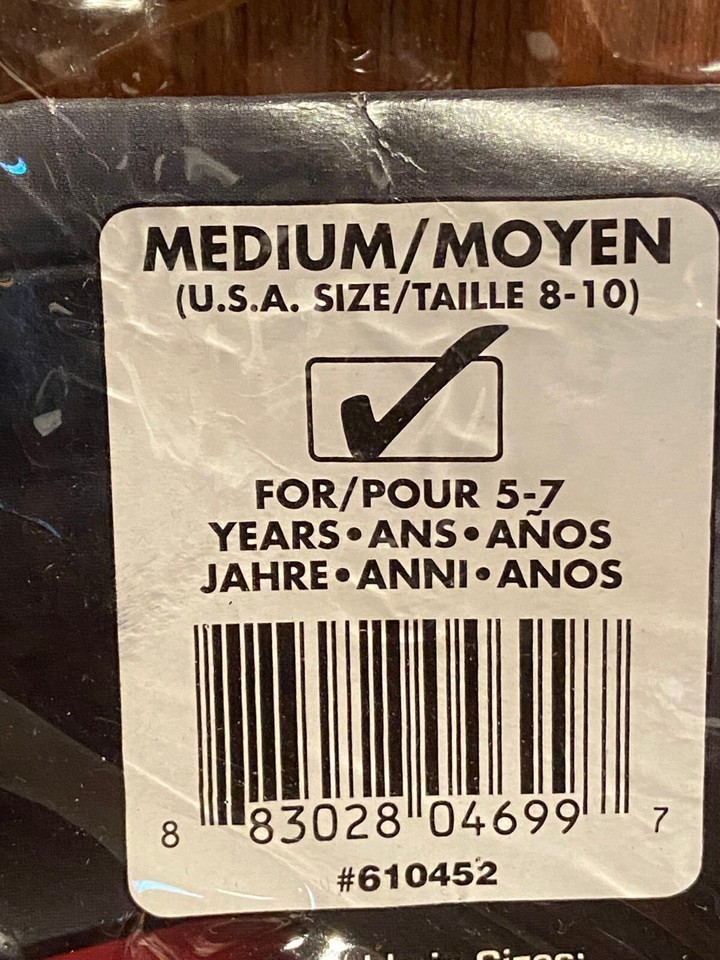 MEDIUM/MOYEN
(U.S.A. SIZE/TAILLE 8-10)
FOR/POUR 5-7
YEARS•ANS•AÑOS
JAHRE•ANNI•ANOS
8 83028 04699 7
#610452
Sizes: